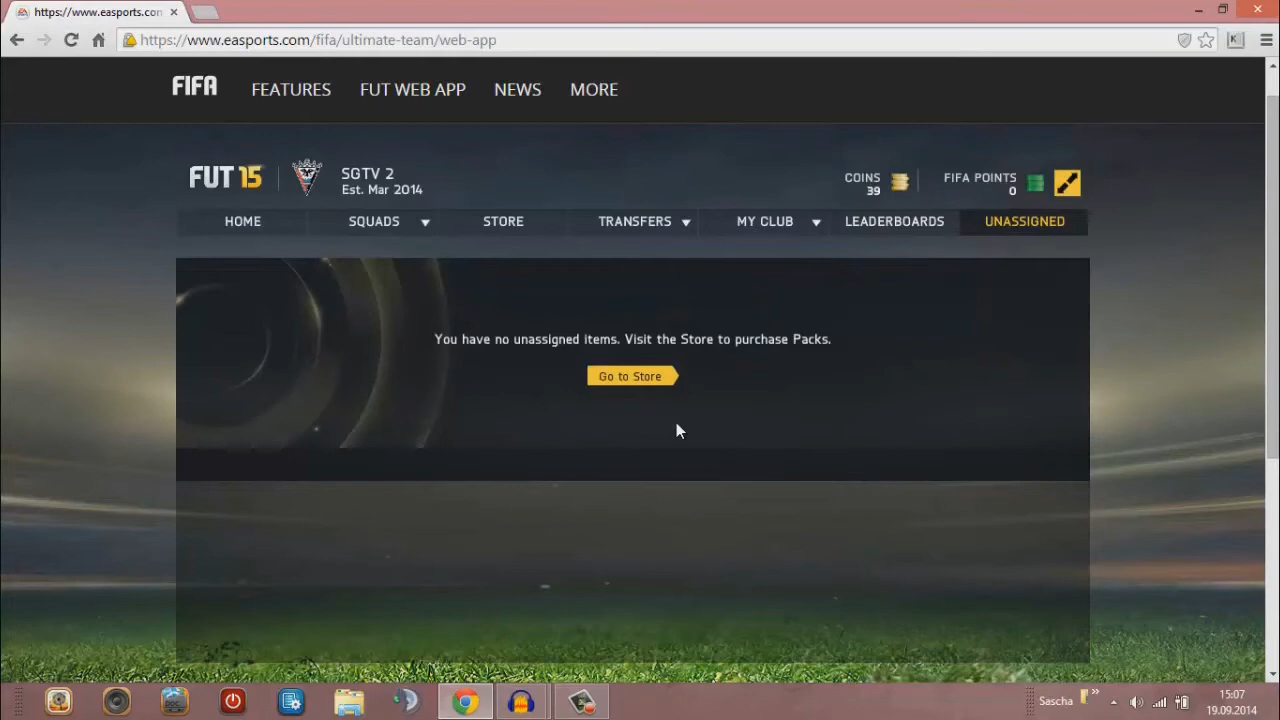 https://www.easports.con
https://www.easports.com/fifa/ultimate-team/web-app
FIFA
FEATURES
FUT WEB APP
NEWS
MORE
FUT 15
SGTV 2
Est. Mar 2014
COINS
39
FIFA POINTS
0
HOME
SQUADS
STORE
TRANSFERS
MY CLUB
LEADERBOARDS
UNASSIGNED
You have no unassigned items. Visit the Store to purchase Packs.
Go to Store
DOC
Sascha
15:07
19.09.2014